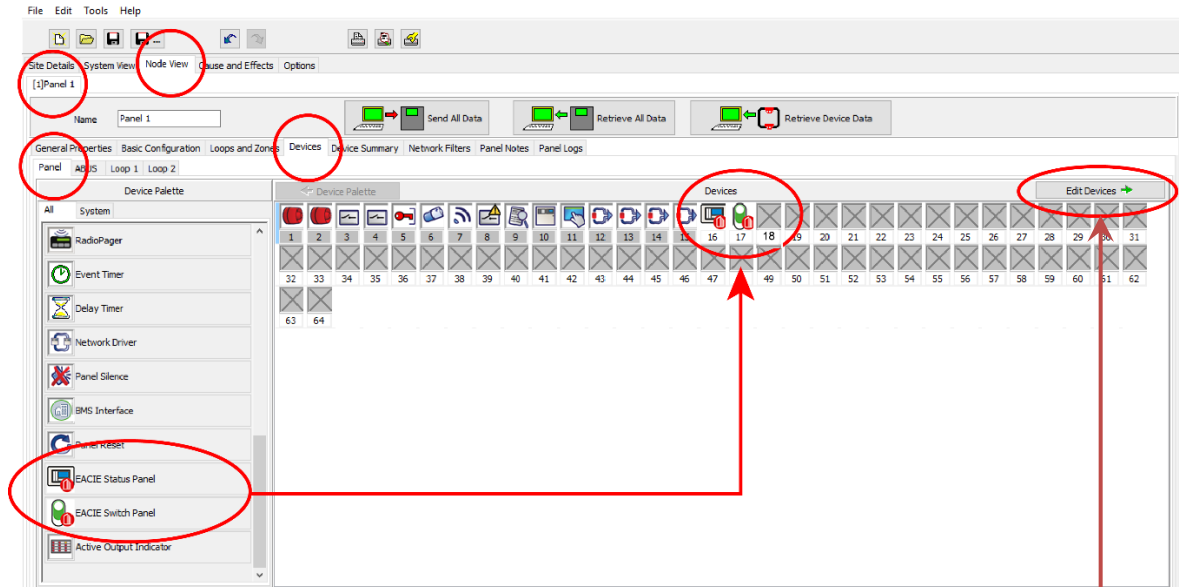 File Edit Tools Help
Site Details System View Node View Cause and Effects Options
[1]Panel 1
Name Panel 1 Send All Data Retrieve All Data Retrieve Device Data
General Properties Basic Configuration Loops and Zones Devices Device Summary Network Filters Panel Notes Panel Logs
Panel ABUS Loop 1 Loop 2
Device Palette Device Palette Devices Edit Devices
All System
RadioPager
1 2 3 4 5 6 7 8 9 10 11 12 13 14 15 16 17 18 19 20 21 22 23 24 25 26 27 28 29 30 31
Event Timer
32 33 34 35 36 37 38 39 40 41 42 43 44 45 46 47 49 50 51 52 53 54 55 56 57 58 59 60 61 62
Delay Timer
63 64
Network Driver
Panel Silence
BMS Interface
Panel Reset
EACIE Status Panel
EACIE Switch Panel
Active Output Indicator